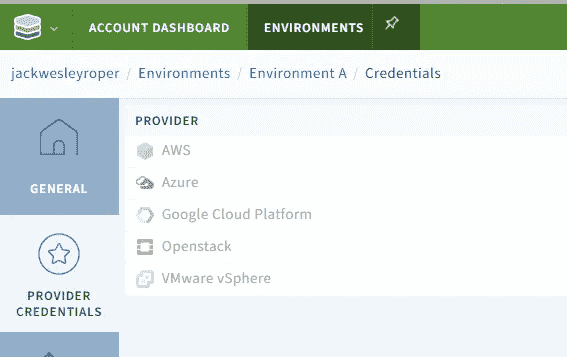 ACCOUNT DASHBOARD ENVIRONMENTS
jackwesleyroper / Environments / Environment A / Credentials
PROVIDER
AWS
Azure
GENERAL
Google Cloud Platform
Openstack
VMware vSphere
PROVIDER
CREDENTIALS